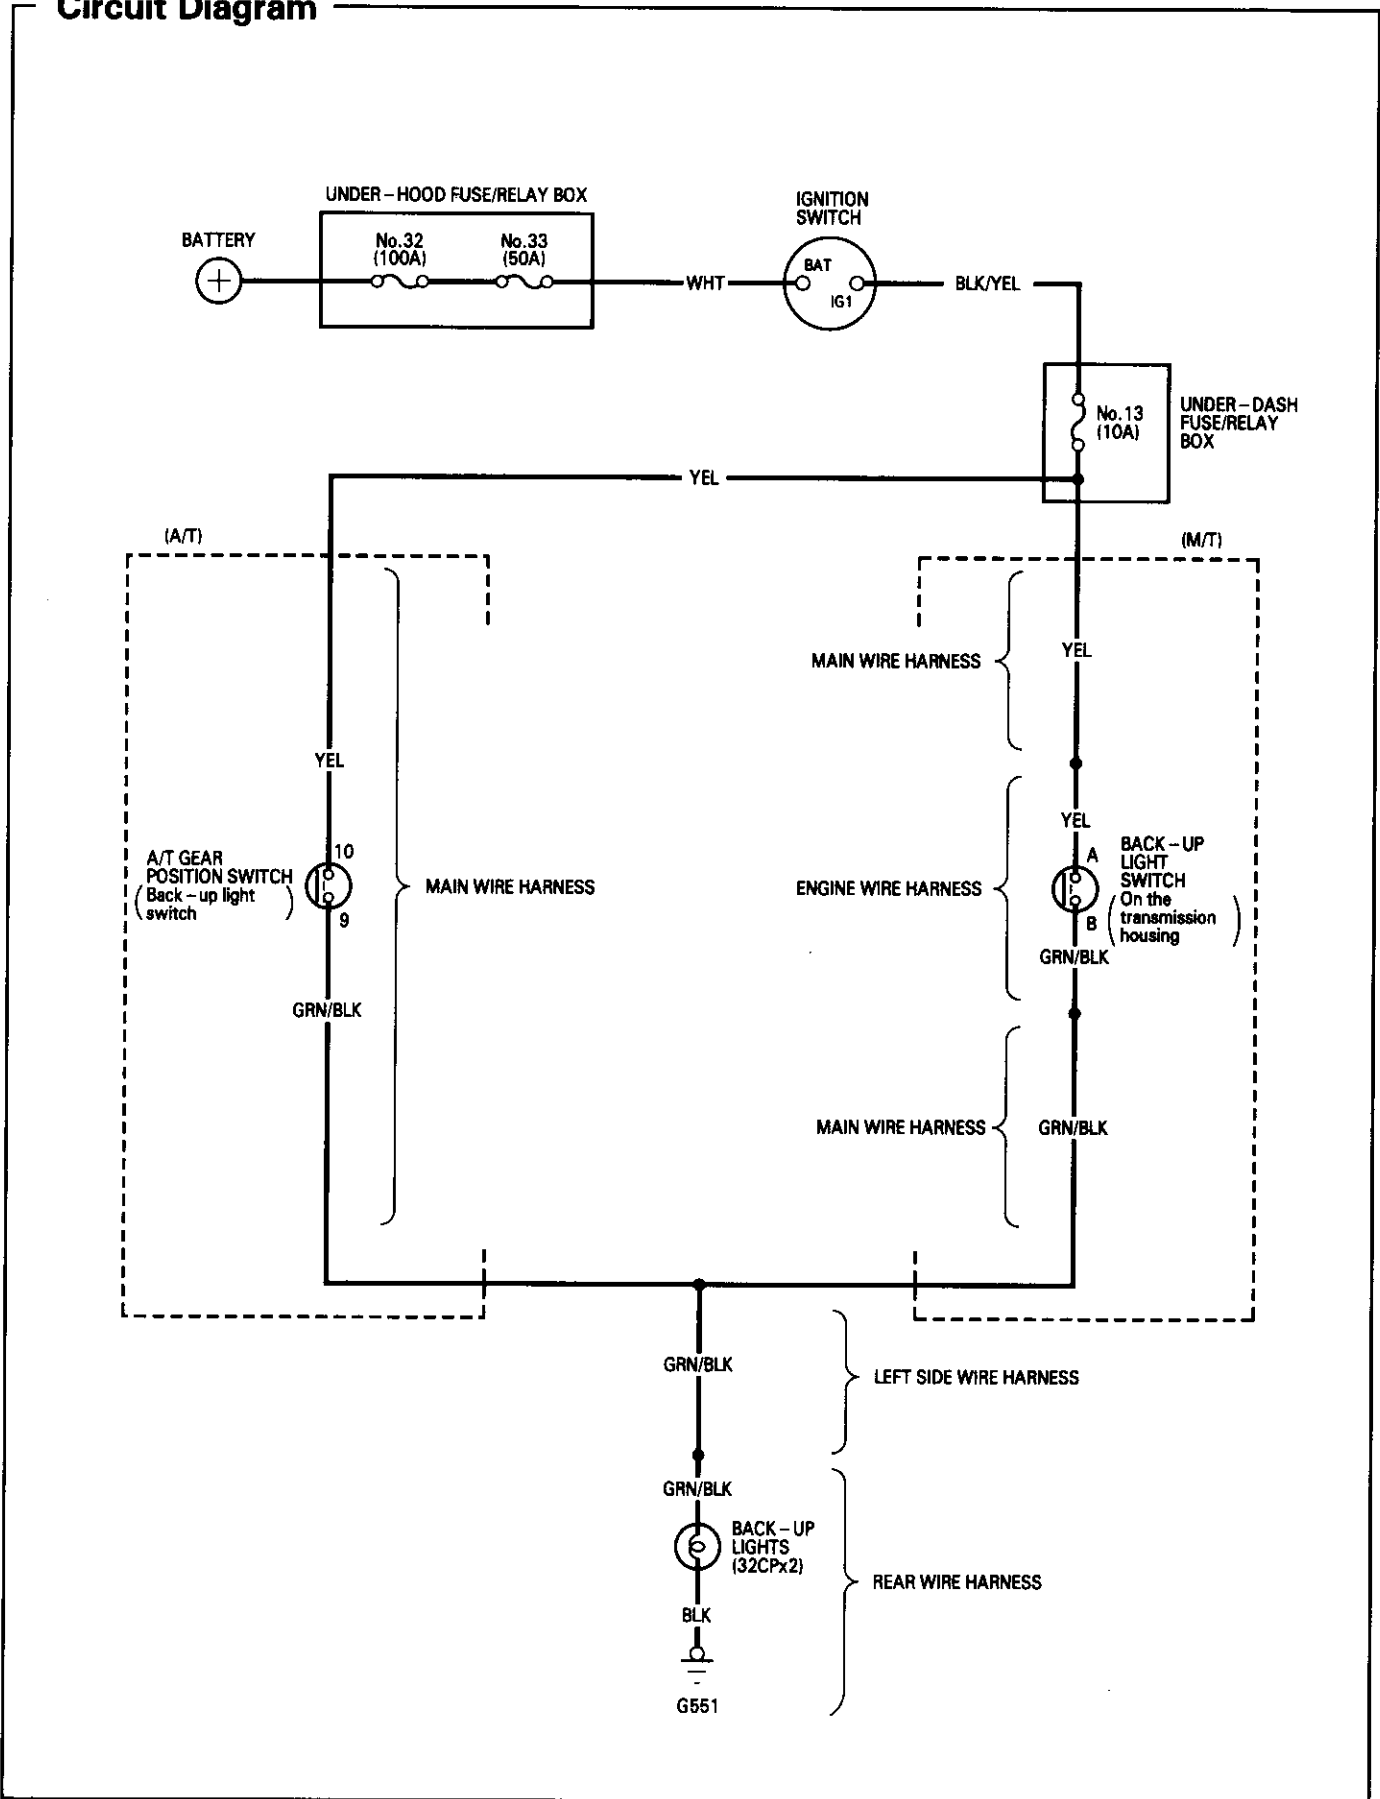 Circuit Diagram
UNDER–HOOD FUSE/RELAY BOX
IGNITION
SWITCH
BATTERY
No.32
(100A)
No.33
(50A)
WHT
BAT
IG1
BLK/YEL
No.13
(10A)
UNDER–DASH
FUSE/RELAY
BOX
YEL
(A/T)
(M/T)
YEL
MAIN WIRE HARNESS
YEL
YEL
10
A/T GEAR
POSITION SWITCH
(Back–up light
switch)
9
MAIN WIRE HARNESS
ENGINE WIRE HARNESS
A
B
BACK–UP
LIGHT
SWITCH
(On the
transmission
housing)
GRN/BLK
GRN/BLK
MAIN WIRE HARNESS
GRN/BLK
GRN/BLK
LEFT SIDE WIRE HARNESS
GRN/BLK
BACK–UP
LIGHTS
(32CPx2)
REAR WIRE HARNESS
BLK
G551